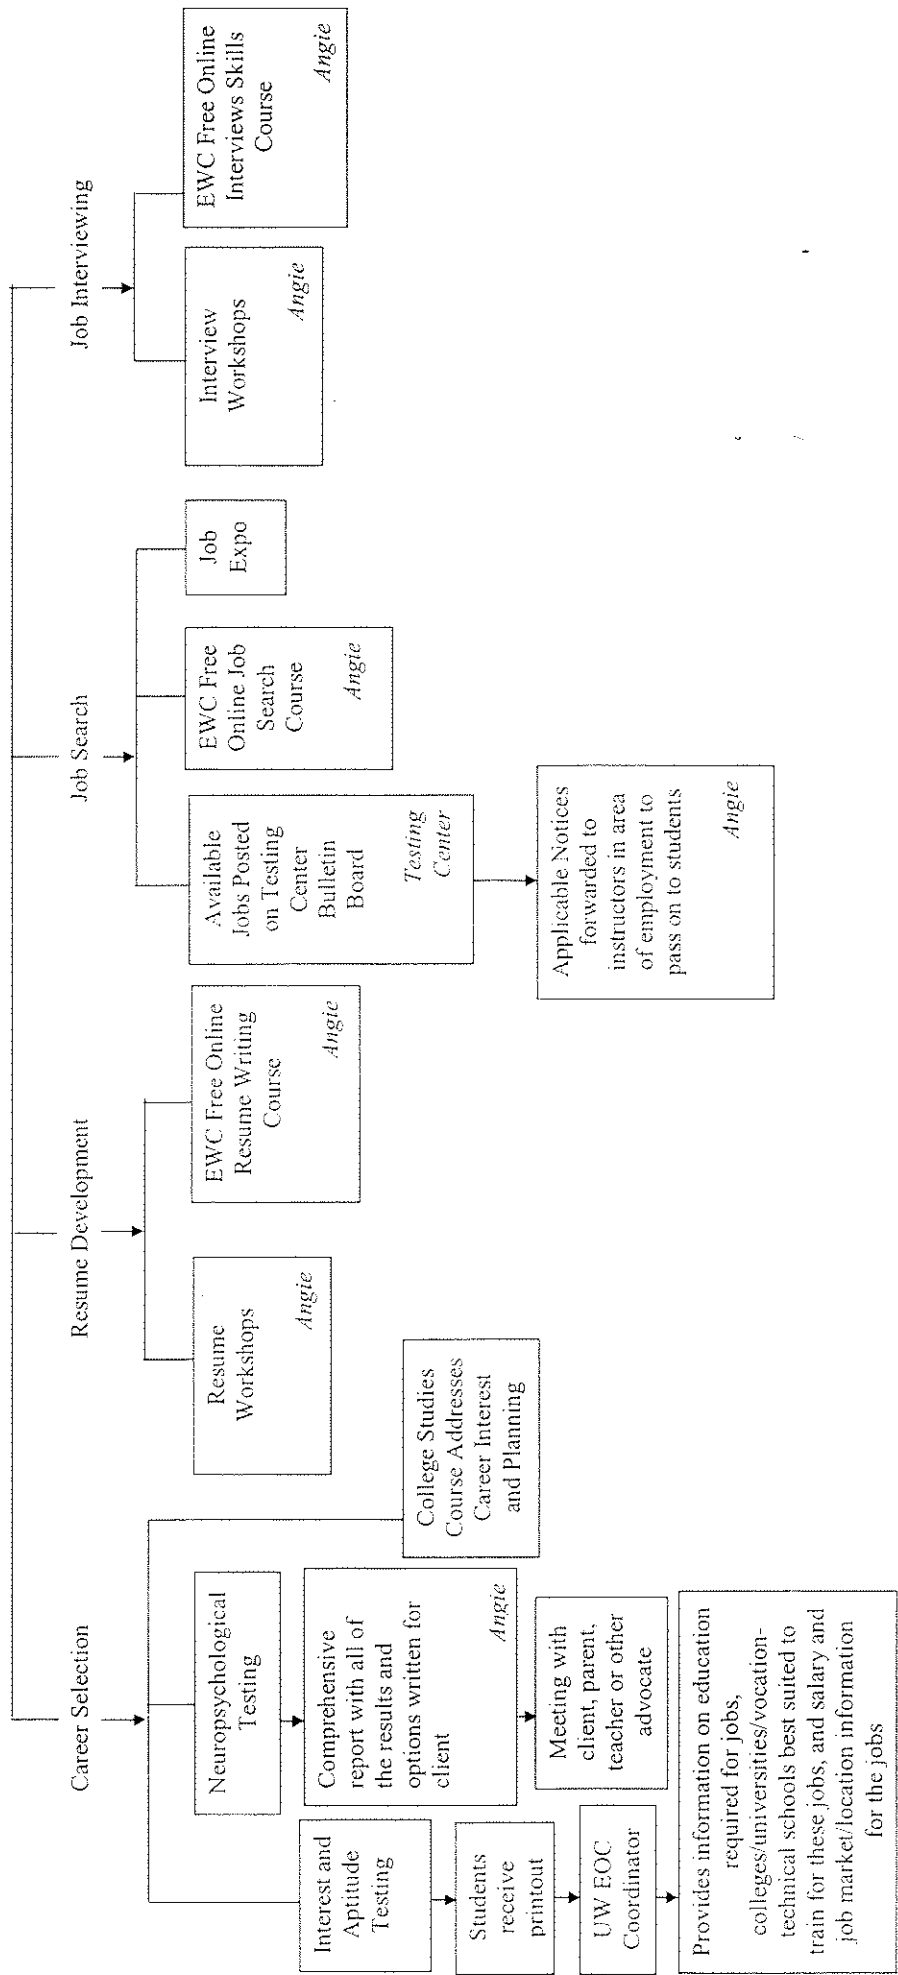 Career Selection
Interest and
Aptitude
Testing
Students
receive
printout
UW EOC
Coordinator
Provides information on education
required for jobs,
colleges/universities/vocation-
technical schools best suited to
train for these jobs, and salary and
job market/location information
for the jobs
Neuropsychological
Testing
Comprehensive
report with all of
the results and
options written for
client
Angie
Meeting with
client, parent,
teacher or other
advocate
College Studies
Course Addresses
Career Interest
and Planning
Resume Development
Resume
Workshops
Angie
EWC Free Online
Resume Writing
Course
Angie
Job Search
Available
Jobs Posted
on Testing
Center
Bulletin
Board
Testing
Center
Applicable Notices
forwarded to
instructors in area
of employment to
pass on to students
Angie
EWC Free
Online Job
Search
Course
Angie
Job
Expo
Job Interviewing
Interview
Workshops
Angie
EWC Free Online
Interviews Skills
Course
Angie